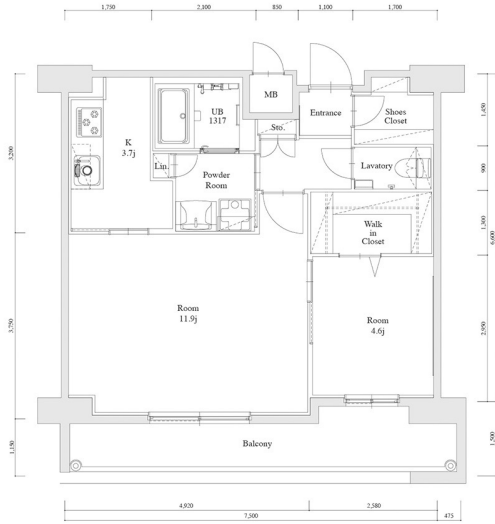 1,750
2,300
850
1,100
1,700
MB
UB
1317
Entrance
Shoes
Closet
Sto.
K
3.7j
Lin.
Powder
Room
Lavatory
Walk
in
Closet
Room
11.9j
Room
4.6j
Balcony
3,200
3,750
1,150
1,450
900
1,300
6,600
2,950
1,500
4,920
2,580
7,500
475